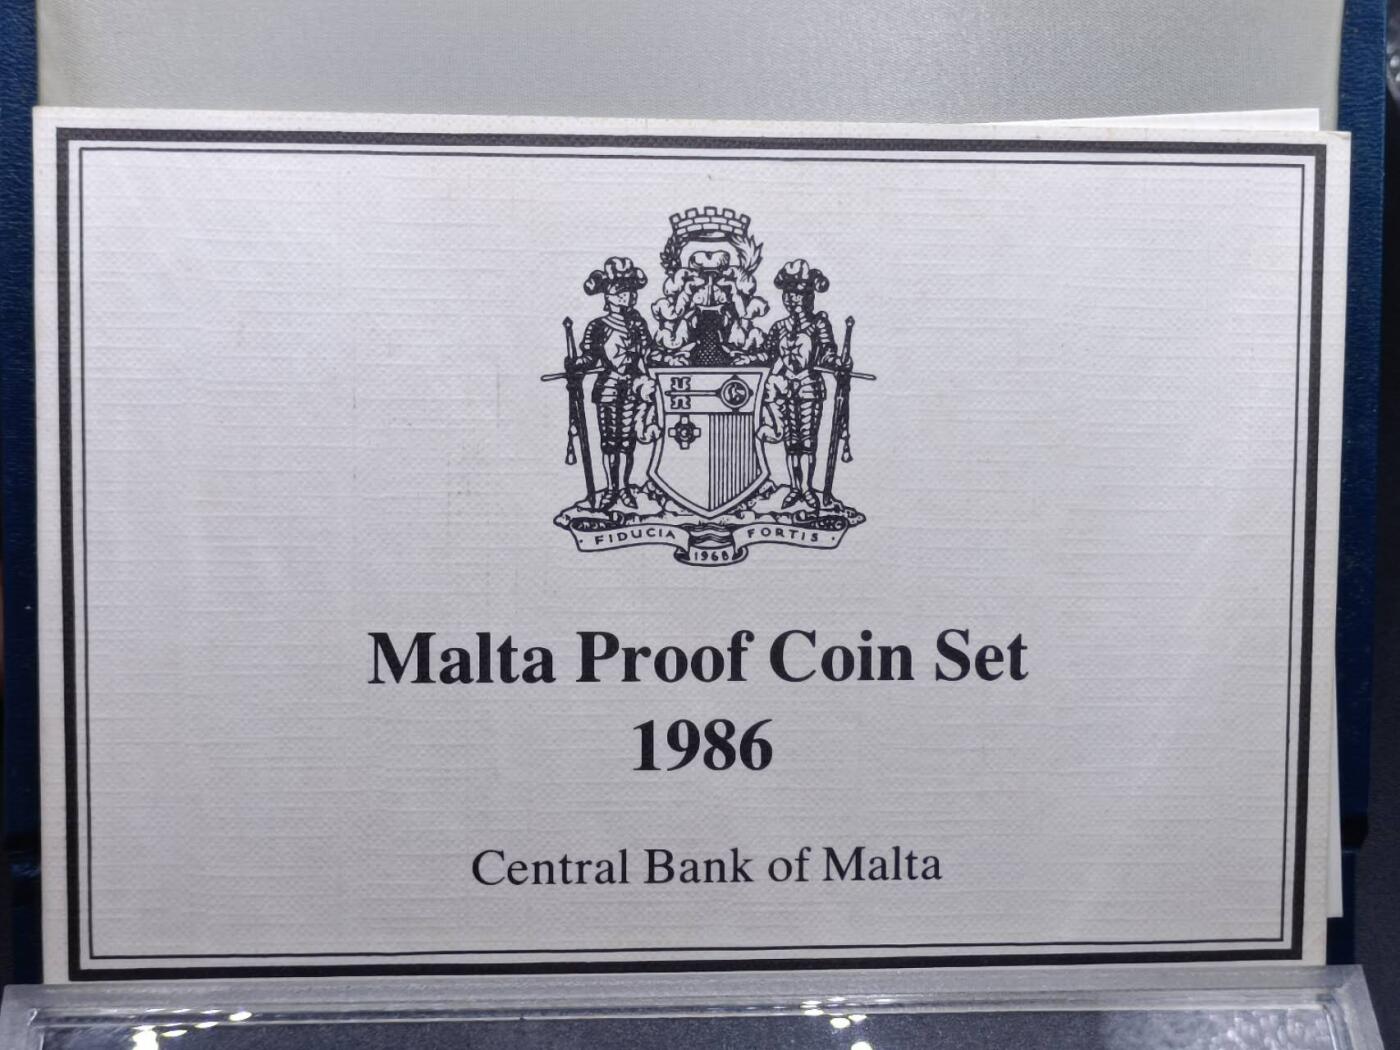 · FIDUCIA FORTIS ·
1968
Malta Proof Coin Set
1986
Central Bank of Malta